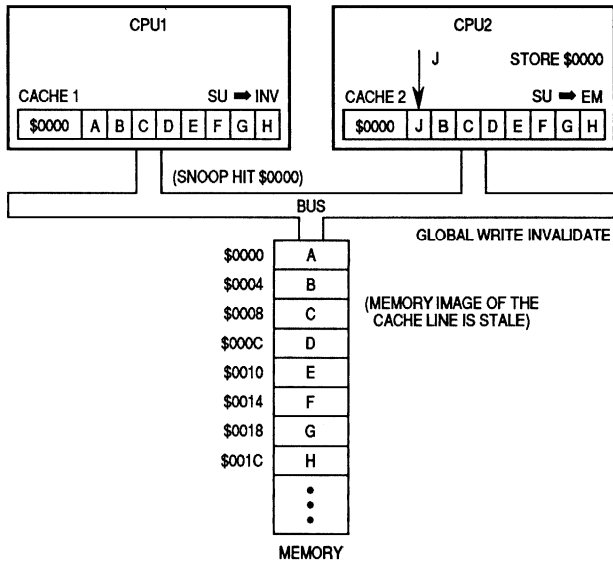 CPU1
CPU2
J
STORE $0000
CACHE 1
SU ➡ INV
CACHE 2
SU ➡ EM
$0000 A B C D E F G H
$0000 J B C D E F G H
(SNOOP HIT $0000)
BUS
GLOBAL WRITE INVALIDATE
$0000 A
$0004 B
$0008 C
$000C D
$0010 E
$0014 F
$0018 G
$001C H
(MEMORY IMAGE OF THE
CACHE LINE IS STALE)
MEMORY